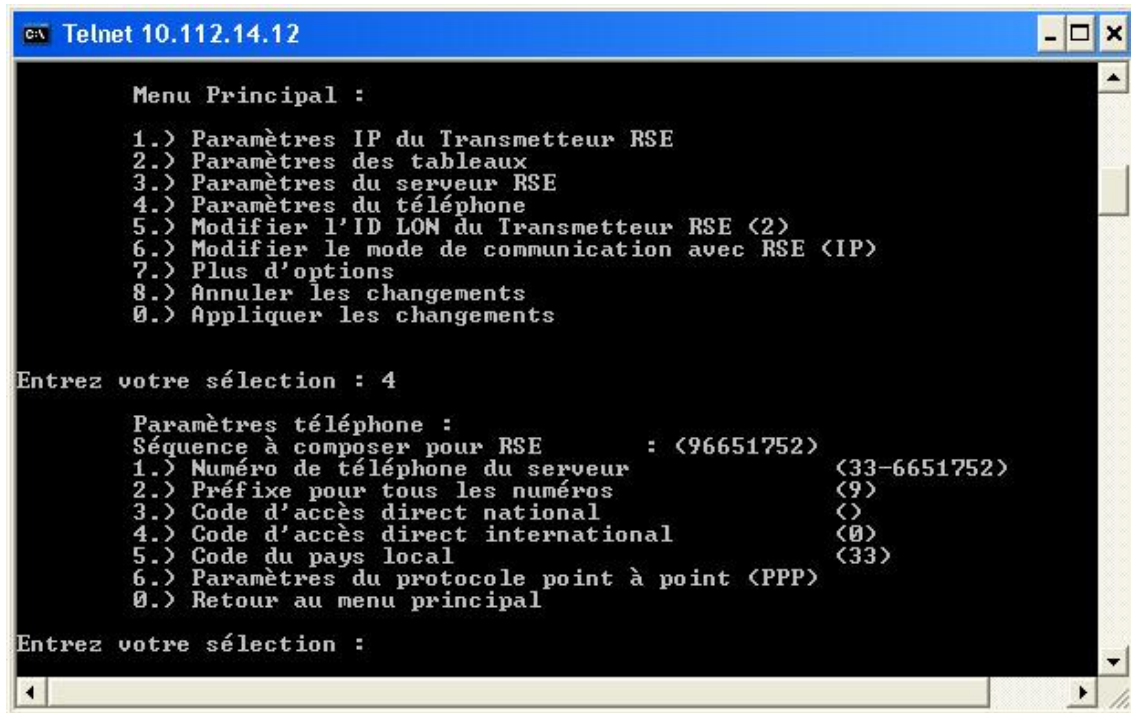 Telnet 10.112.14.12
Menu Principal :
1.) Paramètres IP du Transmetteur RSE
2.) Paramètres des tableaux
3.) Paramètres du serveur RSE
4.) Paramètres du téléphone
5.) Modifier l'ID LON du Transmetteur RSE (2)
6.) Modifier le mode de communication avec RSE (IP)
7.) Plus d'options
8.) Annuler les changements
0.) Appliquer les changements
Entrez votre sélection : 4
Paramètres téléphone :
Séquence à composer pour RSE : (96651752)
1.) Numéro de téléphone du serveur (33-6651752)
2.) Préfixe pour tous les numéros (9)
3.) Code d'accès direct national ()
4.) Code d'accès direct international (0)
5.) Code du pays local (33)
6.) Paramètres du protocole point à point (PPP)
0.) Retour au menu principal
Entrez votre sélection :